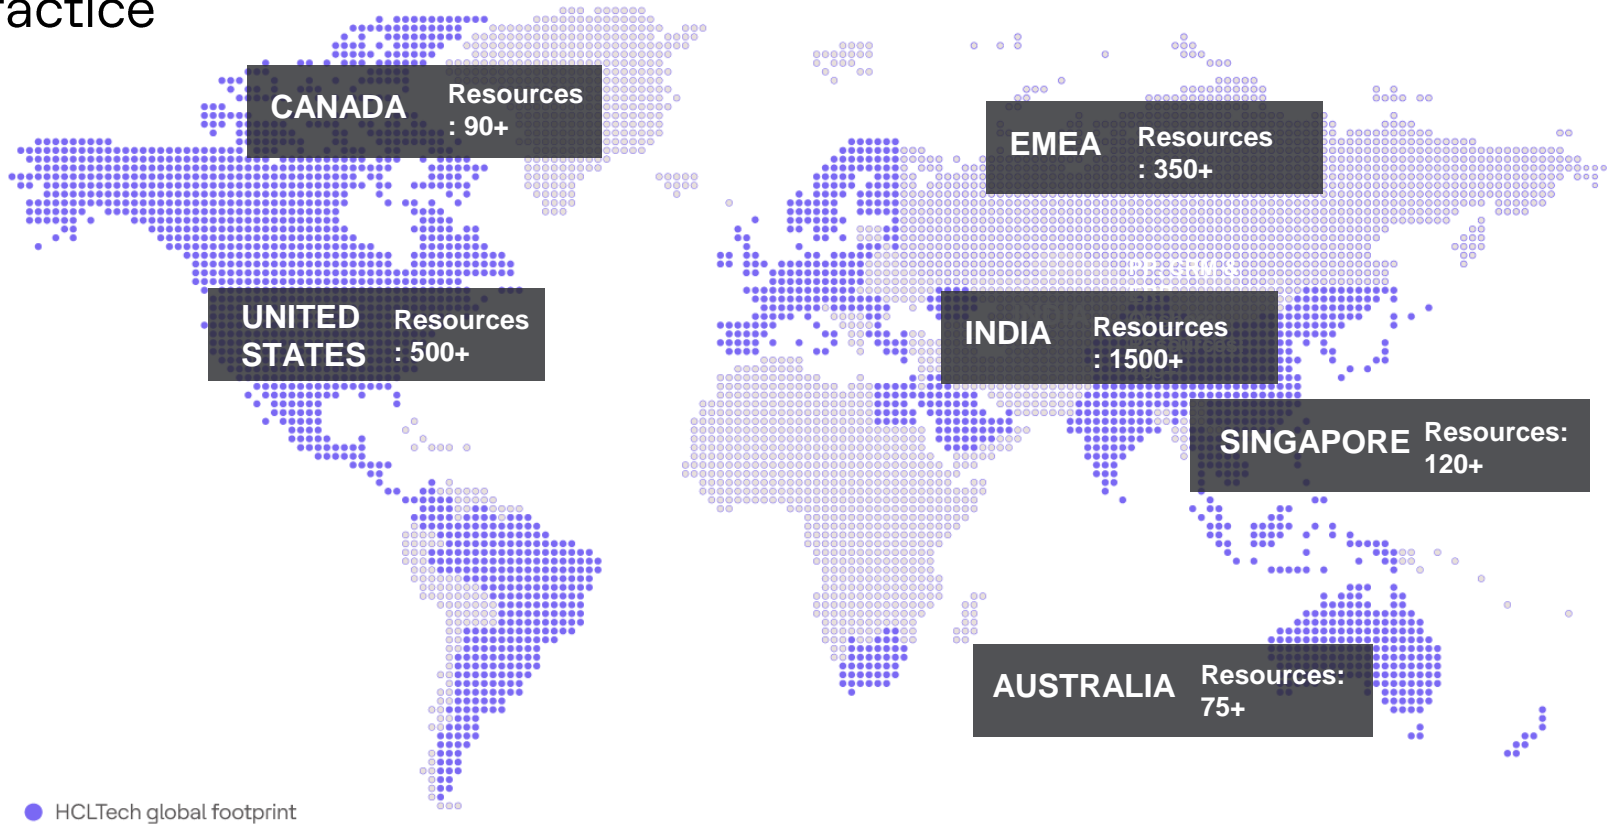 ractice
CANADA
Resources
: 90+
EMEA
Resources
: 350+
UNITED
STATES
Resources
: 500+
INDIA
Resources
: 1500+
SINGAPORE
Resources:
120+
AUSTRALIA
Resources:
75+
HCLTech global footprint